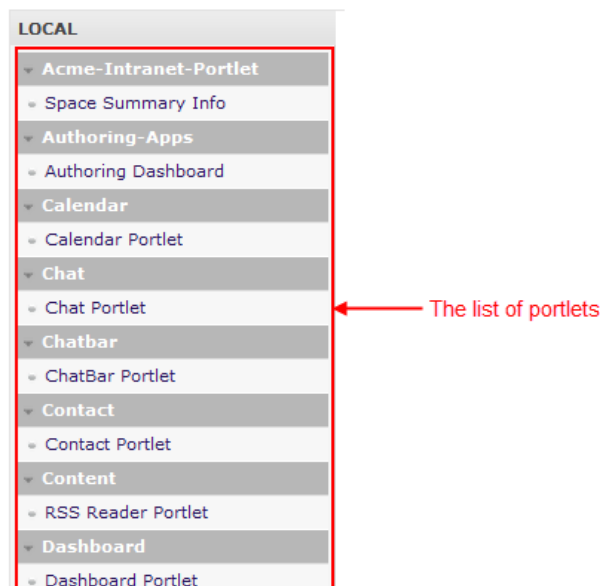 LOCAL
Acme-Intranet-Portlet
Space Summary Info
Authoring-Apps
Authoring Dashboard
Calendar
Calendar Portlet
Chat
Chat Portlet
The list of portlets
Chatbar
ChatBar Portlet
Contact
Contact Portlet
Content
RSS Reader Portlet
Dashboard
Dashboard Portlet